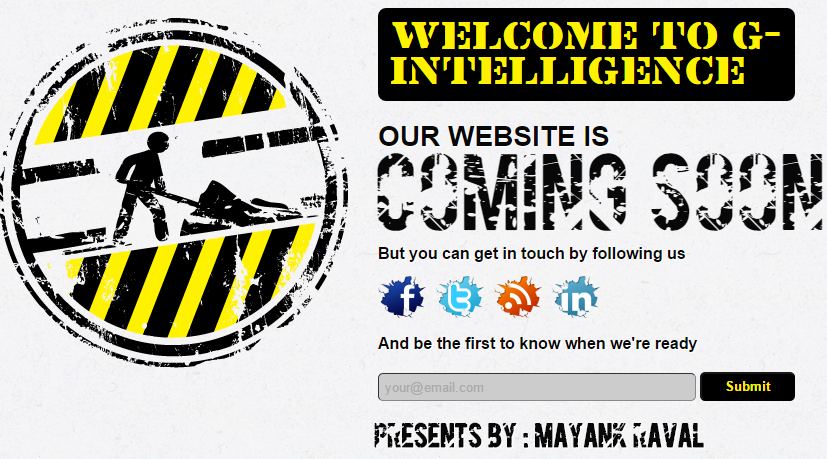 WELCOME TO G-
INTELLIGENCE
OUR WEBSITE IS
COMING SOON
But you can get in touch by following us
f t in
And be the first to know when we're ready
your@email.com Submit
PRESENTS BY : MAYANK RAVAL